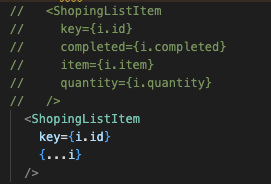 //   <ShopingListItem
//     key={i.id}
//     completed={i.completed}
//     item={i.item}
//     quantity={i.quantity}
//   />
<ShopingListItem
  key={i.id}
  {...i}
/>